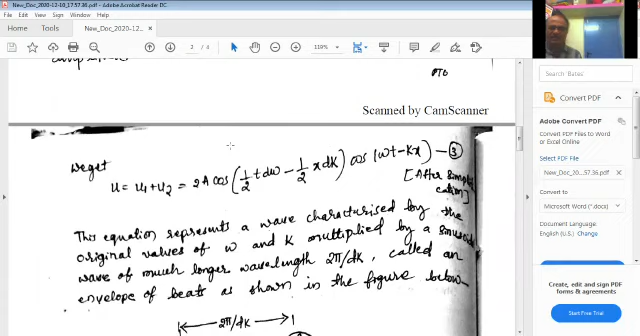 New_Doc_2020-12-10_17.57.36.pdf - Adobe Acrobat Reader DC
File Edit View Window Help
Home Tools New_Doc_2020-12-1...
2 / 4
119%
PTO
Scanned by CamScanner
We get
u = u₁+u₂ = 2A cos (1/2 t dω − 1/2 x dK) cos (ωt − Kx) — ③
[After simpli
cation]
This equation represents a wave characterised by the
original values of ω and K multiplied by a sinusoid
wave of much longer wavelength 2π/dK, called an
envelope of beats as shown in the figure below
2π/dK
Search 'Bates'
Convert PDF
Adobe Convert PDF
Convert PDF Files to Word
or Excel Online
Select PDF File
New_Doc_2...7.36.pdf
Convert to
Microsoft Word (*.docx)
Document Language:
English (U.S.) Change
Create, edit and sign PDF
forms & agreements
Start Free Trial